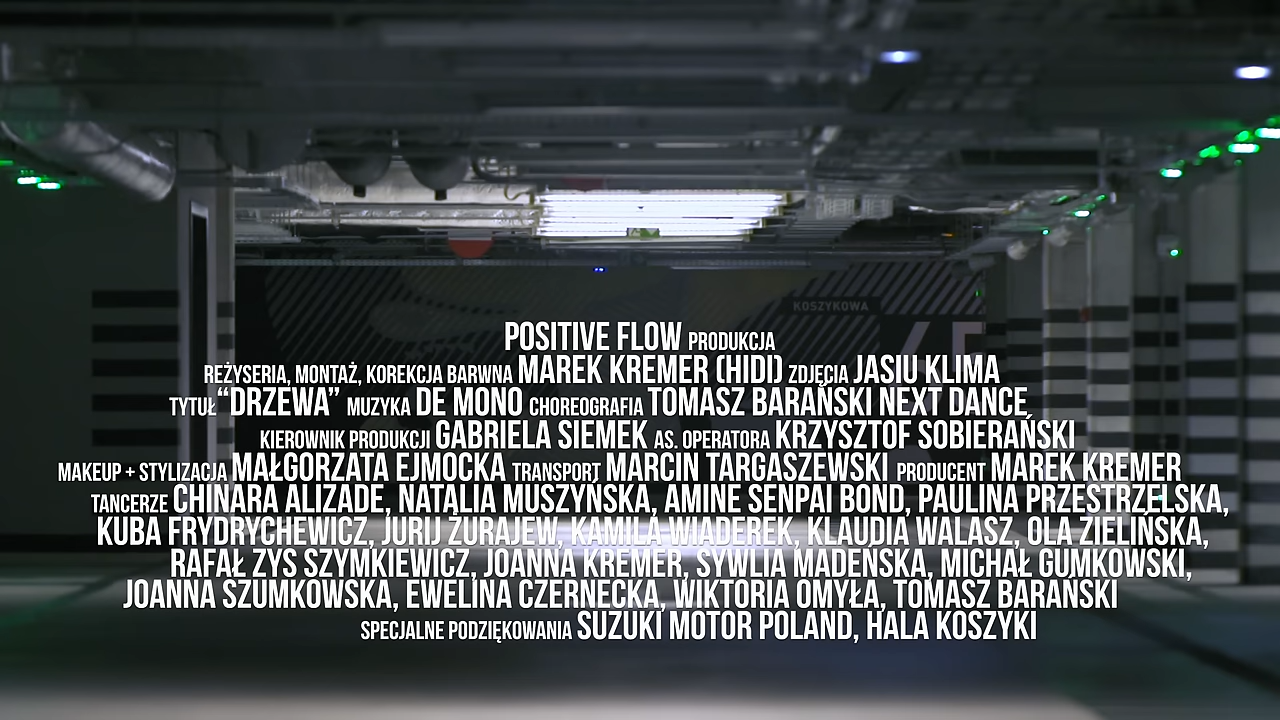 KOSZYKOWA
POSITIVE FLOW PRODUKCJA
REŻYSERIA, MONTAŻ, KOREKCJA BARWNA MAREK KREMER (HIDI) ZDJĘCIA JASIU KLIMA
TYTUŁ "DRZEWA" MUZYKA DE MONO CHOREOGRAFIA TOMASZ BARAŃSKI NEXT DANCE
KIEROWNIK PRODUKCJI GABRIELA SIEMEK AS. OPERATORA KRZYSZTOF SOBIERAŃSKI
MAKEUP + STYLIZACJA MAŁGORZATA EJMOCKA TRANSPORT MARCIN TARGASZEWSKI PRODUCENT MAREK KREMER
TANCERZE CHINARA ALIZADE, NATALIA MUSZYŃSKA, AMINE SENPAI BOND, PAULINA PRZESTRZELSKA,
KUBA FRYDRYCHEWICZ, JURIJ ŻURAJEW, KAMILA WIADEREK, KLAUDIA WALASZ, OLA ZIELIŃSKA,
RAFAŁ ZYS SZYMKIEWICZ, JOANNA KREMER, SYWLIA MADEŃSKA, MICHAŁ GUMKOWSKI,
JOANNA SZUMKOWSKA, EWELINA CZERNECKA, WIKTORIA OMYŁA, TOMASZ BARAŃSKI
SPECJALNE PODZIĘKOWANIA SUZUKI MOTOR POLAND, HALA KOSZYKI